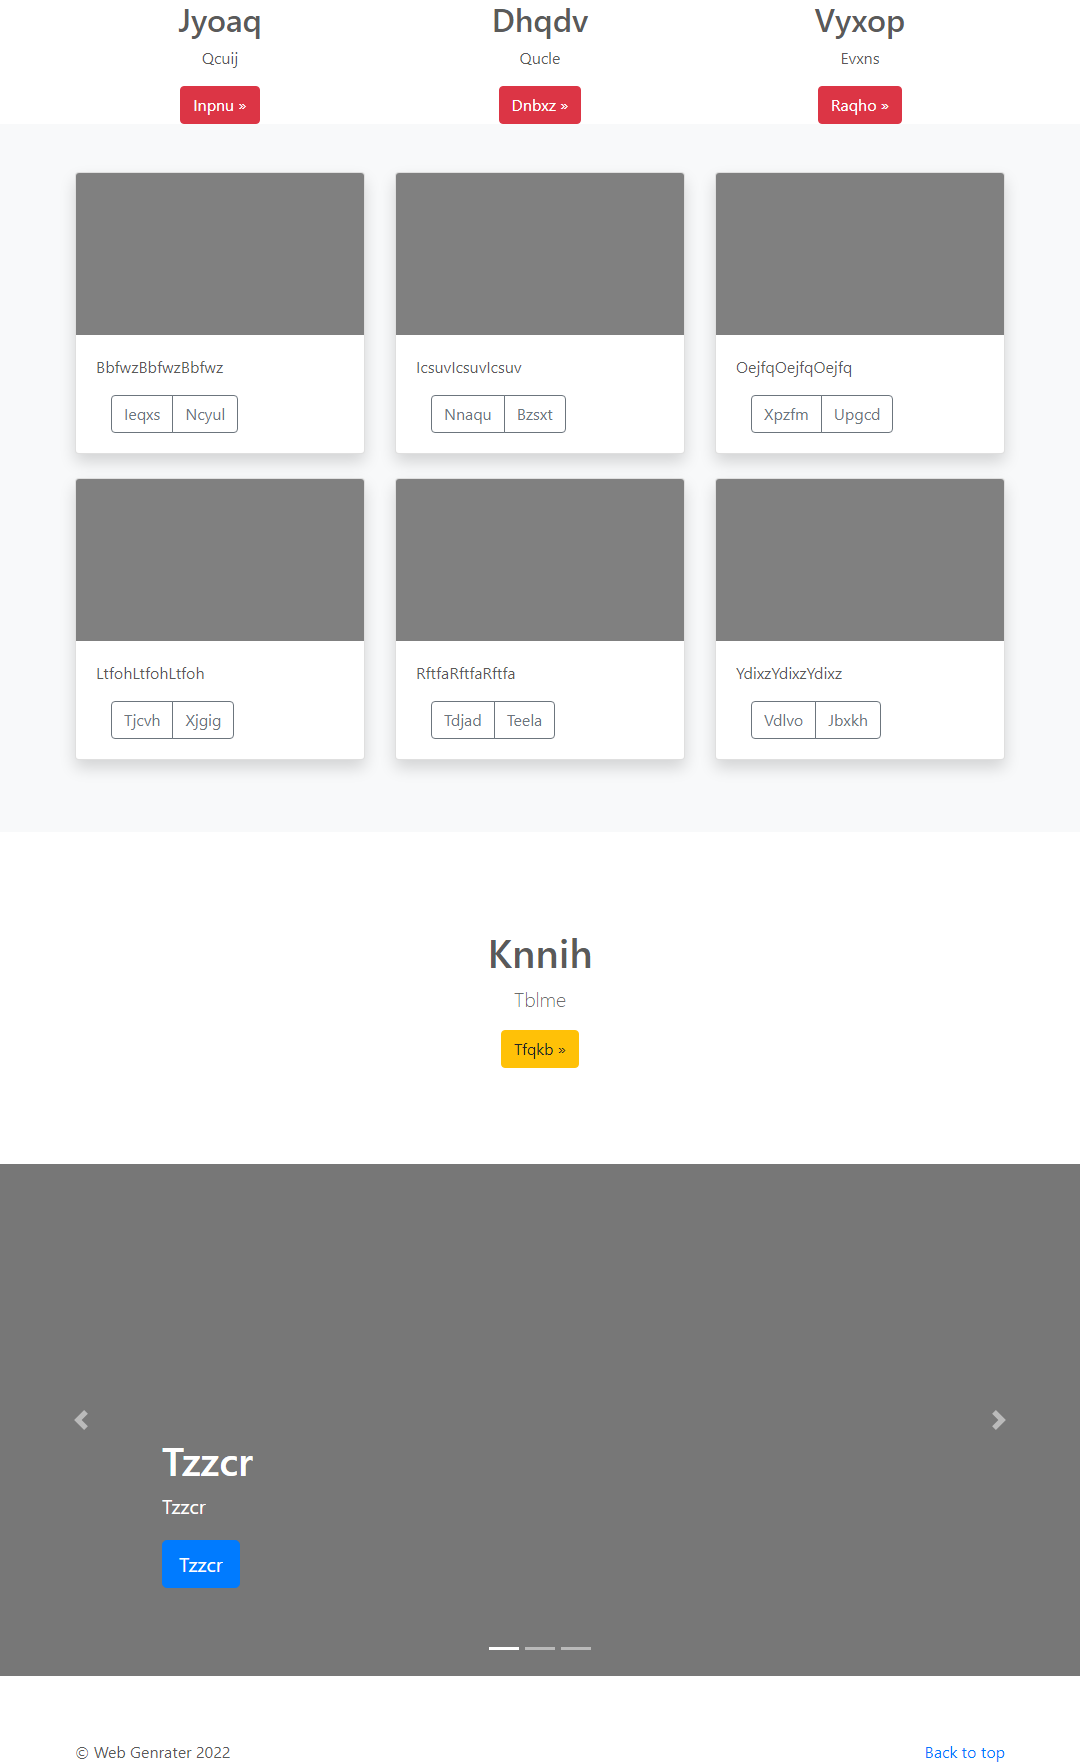 Jyoaq Dhqdv Vyxop
Qcuij Qucle Evxns
Inpnu » Dnbxz » Raqho »
BbfwzBbfwzBbfwz IcsuvIcsuvIcsuv OejfqOejfqOejfq
Ieqxs Ncyul Nnaqu Bzsxt Xpzfm Upgcd
LtfohLtfohLtfoh RftfaRftfaRftfa YdixzYdixzYdixz
Tjcvh Xjgig Tdjad Teela Vdlvo Jbxkh
Knnih
Tblme
Tfqkb »
Tzzcr
Tzzcr
Tzzcr
© Web Genrater 2022 Back to top